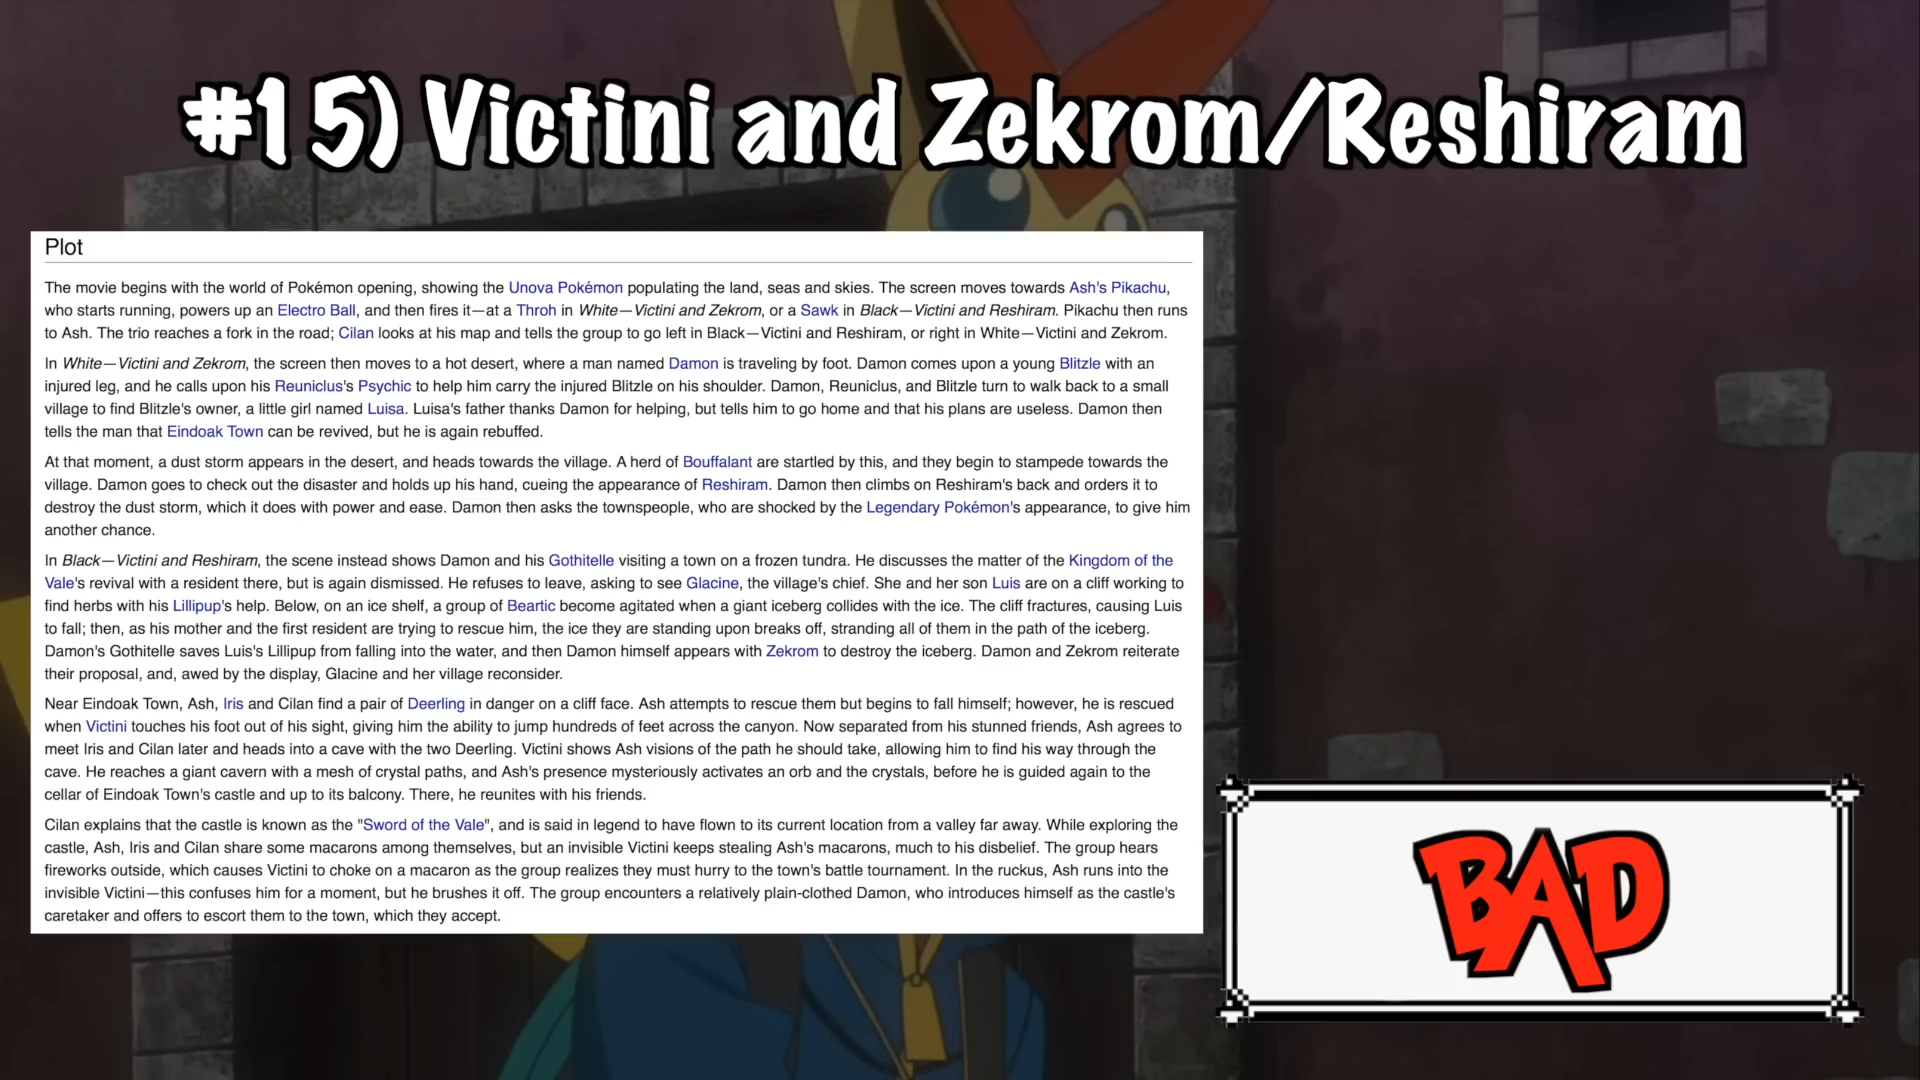 #15) Victini and Zekrom/Reshiram
Plot
The movie begins with the world of Pokémon opening, showing the Unova Pokémon populating the land, seas and skies. The screen moves towards Ash's Pikachu,
who starts running, powers up an Electro Ball, and then fires it—at a Throh in White—Victini and Zekrom, or a Sawk in Black—Victini and Reshiram. Pikachu then runs
to Ash. The trio reaches a fork in the road; Cilan looks at his map and tells the group to go left in Black—Victini and Reshiram, or right in White—Victini and Zekrom.
In White—Victini and Zekrom, the screen then moves to a hot desert, where a man named Damon is traveling by foot. Damon comes upon a young Blitzle with an
injured leg, and he calls upon his Reuniclus's Psychic to help him carry the injured Blitzle on his shoulder. Damon, Reuniclus, and Blitzle turn to walk back to a small
village to find Blitzle's owner, a little girl named Luisa. Luisa's father thanks Damon for helping, but tells him to go home and that his plans are useless. Damon then
tells the man that Eindoak Town can be revived, but he is again rebuffed.
At that moment, a dust storm appears in the desert, and heads towards the village. A herd of Bouffalant are startled by this, and they begin to stampede towards the
village. Damon goes to check out the disaster and holds up his hand, cueing the appearance of Reshiram. Damon then climbs on Reshiram's back and orders it to
destroy the dust storm, which it does with power and ease. Damon then asks the townspeople, who are shocked by the Legendary Pokémon's appearance, to give him
another chance.
In Black—Victini and Reshiram, the scene instead shows Damon and his Gothitelle visiting a town on a frozen tundra. He discusses the matter of the Kingdom of the
Vale's revival with a resident there, but is again dismissed. He refuses to leave, asking to see Glacine, the village's chief. She and her son Luis are on a cliff working to
find herbs with his Lillipup's help. Below, on an ice shelf, a group of Beartic become agitated when a giant iceberg collides with the ice. The cliff fractures, causing Luis
to fall; then, as his mother and the first resident are trying to rescue him, the ice they are standing upon breaks off, stranding all of them in the path of the iceberg.
Damon's Gothitelle saves Luis's Lillipup from falling into the water, and then Damon himself appears with Zekrom to destroy the iceberg. Damon and Zekrom reiterate
their proposal, and, awed by the display, Glacine and her village reconsider.
Near Eindoak Town, Ash, Iris and Cilan find a pair of Deerling in danger on a cliff face. Ash attempts to rescue them but begins to fall himself; however, he is rescued
when Victini touches his foot out of his sight, giving him the ability to jump hundreds of feet across the canyon. Now separated from his stunned friends, Ash agrees to
meet Iris and Cilan later and heads into a cave with the two Deerling. Victini shows Ash visions of the path he should take, allowing him to find his way through the
cave. He reaches a giant cavern with a mesh of crystal paths, and Ash's presence mysteriously activates an orb and the crystals, before he is guided again to the
cellar of Eindoak Town's castle and up to its balcony. There, he reunites with his friends.
Cilan explains that the castle is known as the "Sword of the Vale", and is said in legend to have flown to its current location from a valley far away. While exploring the
castle, Ash, Iris and Cilan share some macarons among themselves, but an invisible Victini keeps stealing Ash's macarons, much to his disbelief. The group hears
fireworks outside, which causes Victini to choke on a macaron as the group realizes they must hurry to the town's battle tournament. In the ruckus, Ash runs into the
invisible Victini—this confuses him for a moment, but he brushes it off. The group encounters a relatively plain-clothed Damon, who introduces himself as the castle's
caretaker and offers to escort them to the town, which they accept.
BAD